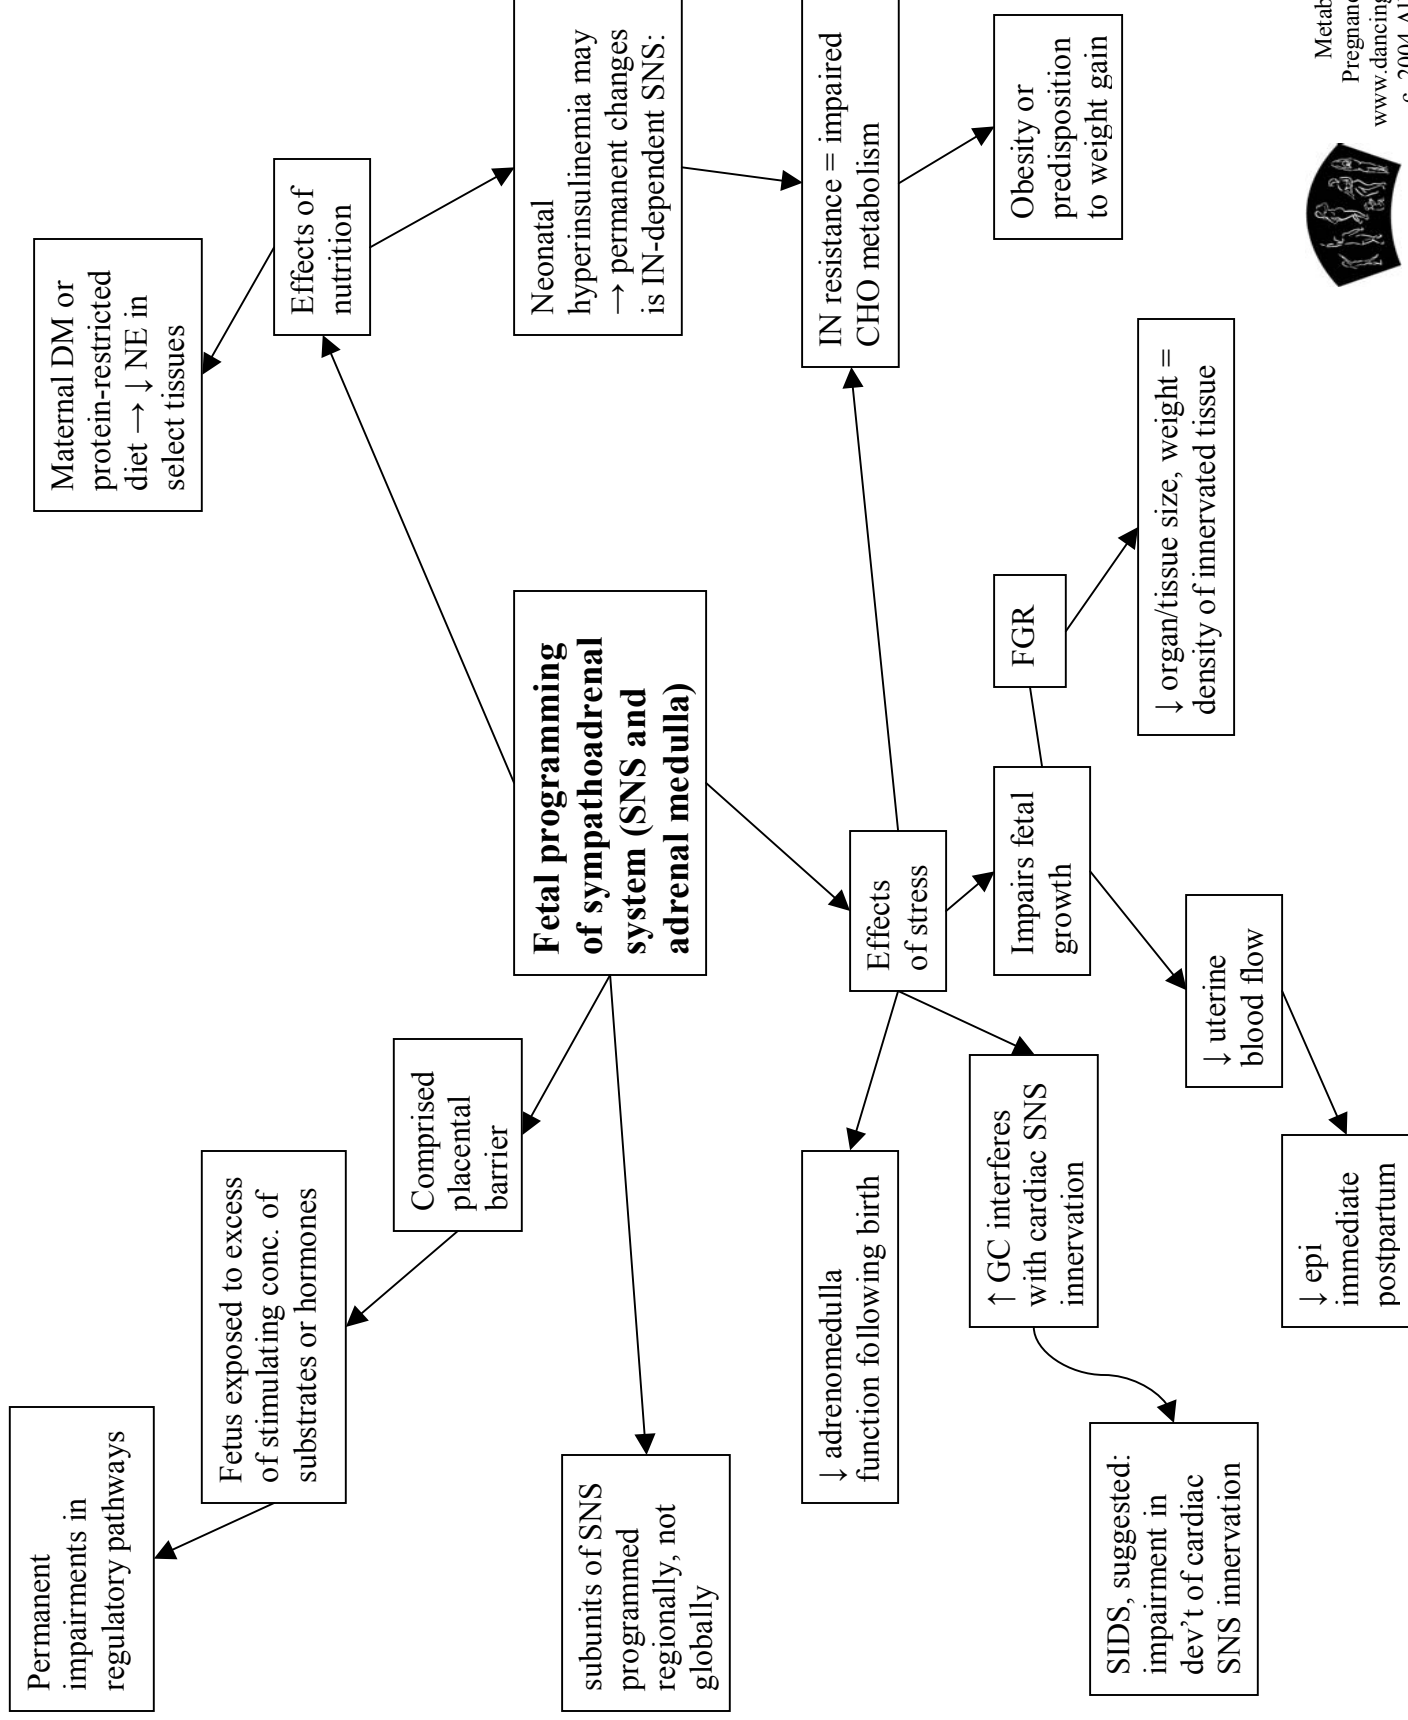 Permanent
impairments in
regulatory pathways
Fetus exposed to excess
of stimulating conc. of
substrates or hormones
Comprised
placental
barrier
subunits of SNS
programmed
regionally, not
globally
Fetal programming
of sympathoadrenal
system (SNS and
adrenal medulla)
Maternal DM or
protein-restricted
diet → ↓ NE in
select tissues
Effects of
nutrition
Neonatal
hyperinsulinemia may
→ permanent changes
is IN-dependent SNS:
IN resistance = impaired
CHO metabolism
Obesity or
predisposition
to weight gain
Effects
of stress
↓ adrenomedulla
function following birth
↑ GC interferes
with cardiac SNS
innervation
SIDS, suggested:
impairment in
dev't of cardiac
SNS innervation
Impairs fetal
growth
FGR
↓ organ/tissue size, weight =
density of innervated tissue
↓ uterine
blood flow
↓ epi
immediate
postpartum
Metab
Pregnanc
www.dancing
2004 Al